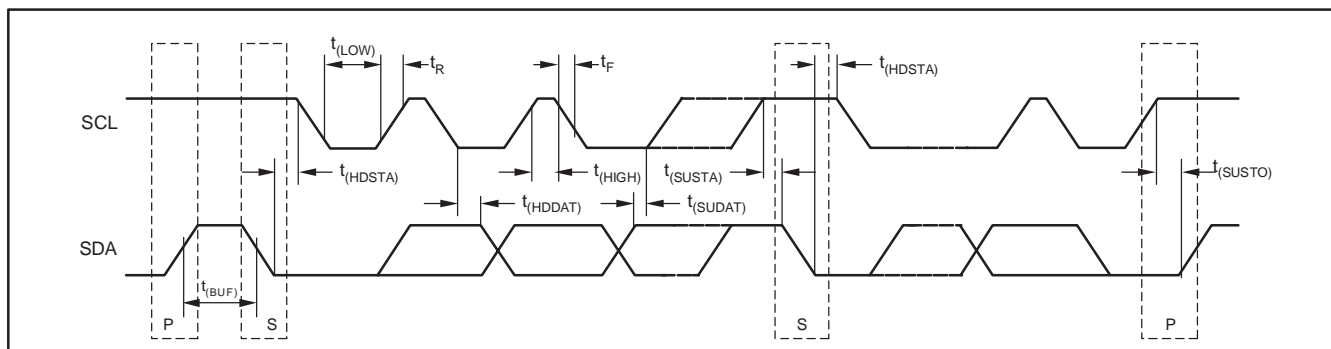 t(LOW)
tR
tF
t(HDSTA)
SCL
t(HDSTA)
t(HIGH)
t(SUSTA)
t(SUSTO)
t(HDDAT)
t(SUDAT)
SDA
t(BUF)
P
S
S
P